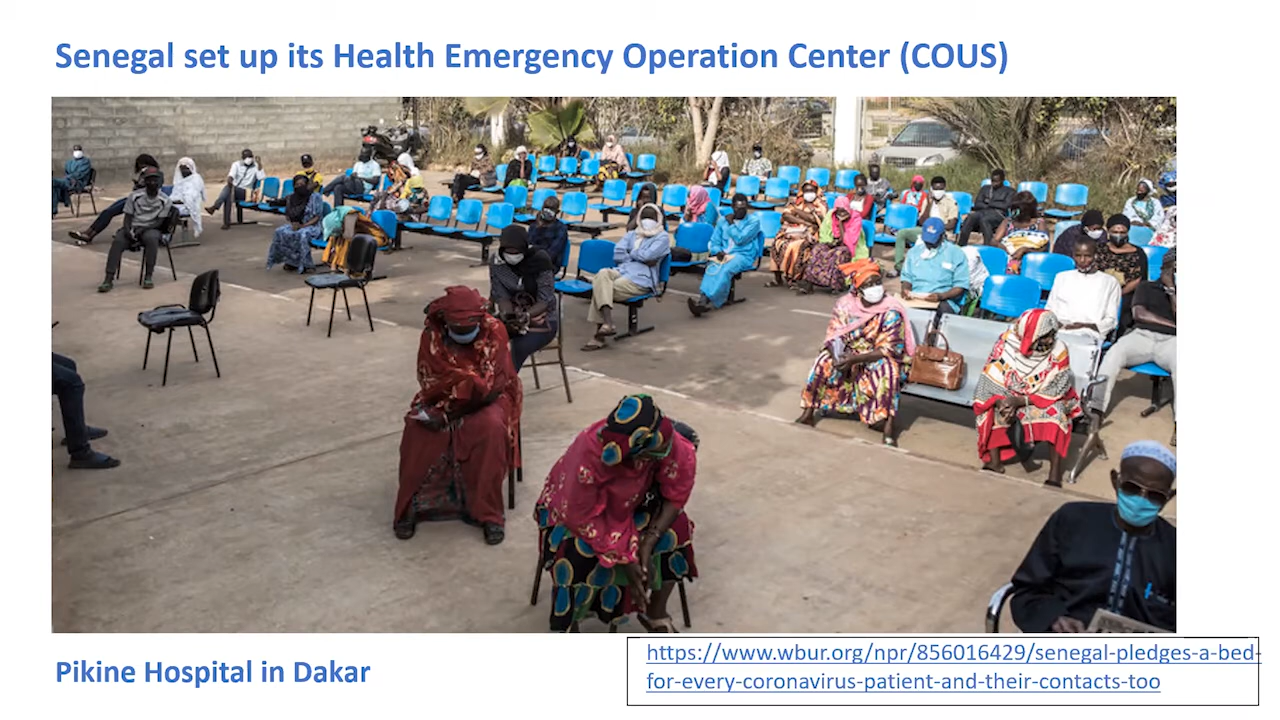 Senegal set up its Health Emergency Operation Center (COUS)
Pikine Hospital in Dakar
https://www.wbur.org/npr/856016429/senegal-pledges-a-bed-
for-every-coronavirus-patient-and-their-contacts-too